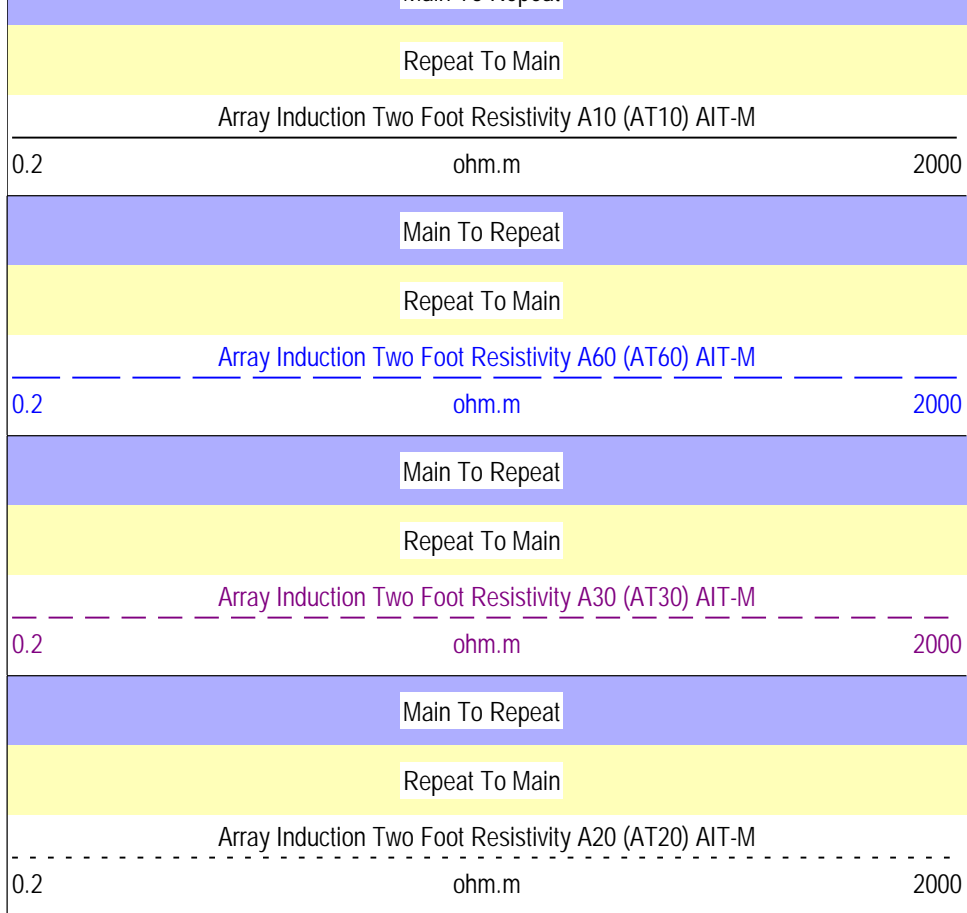 Main To Repeat
Repeat To Main
Array Induction Two Foot Resistivity A10 (AT10) AIT-M
0.2 ohm.m 2000
Main To Repeat
Repeat To Main
Array Induction Two Foot Resistivity A60 (AT60) AIT-M
0.2 ohm.m 2000
Main To Repeat
Repeat To Main
Array Induction Two Foot Resistivity A30 (AT30) AIT-M
0.2 ohm.m 2000
Main To Repeat
Repeat To Main
Array Induction Two Foot Resistivity A20 (AT20) AIT-M
0.2 ohm.m 2000